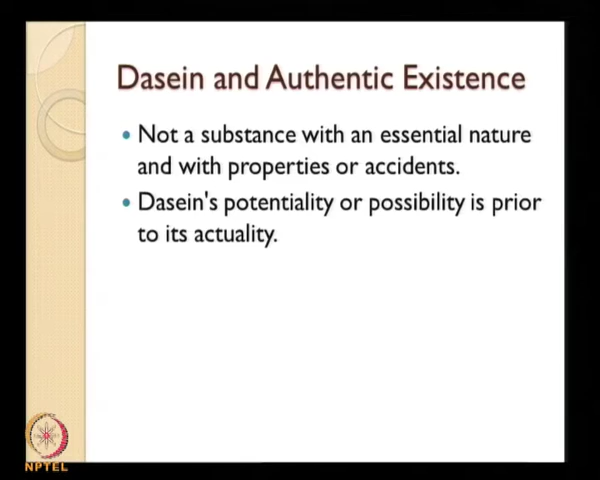 Dasein and Authentic Existence
• Not a substance with an essential nature
and with properties or accidents.
• Dasein's potentiality or possibility is prior
to its actuality.
NPTEL